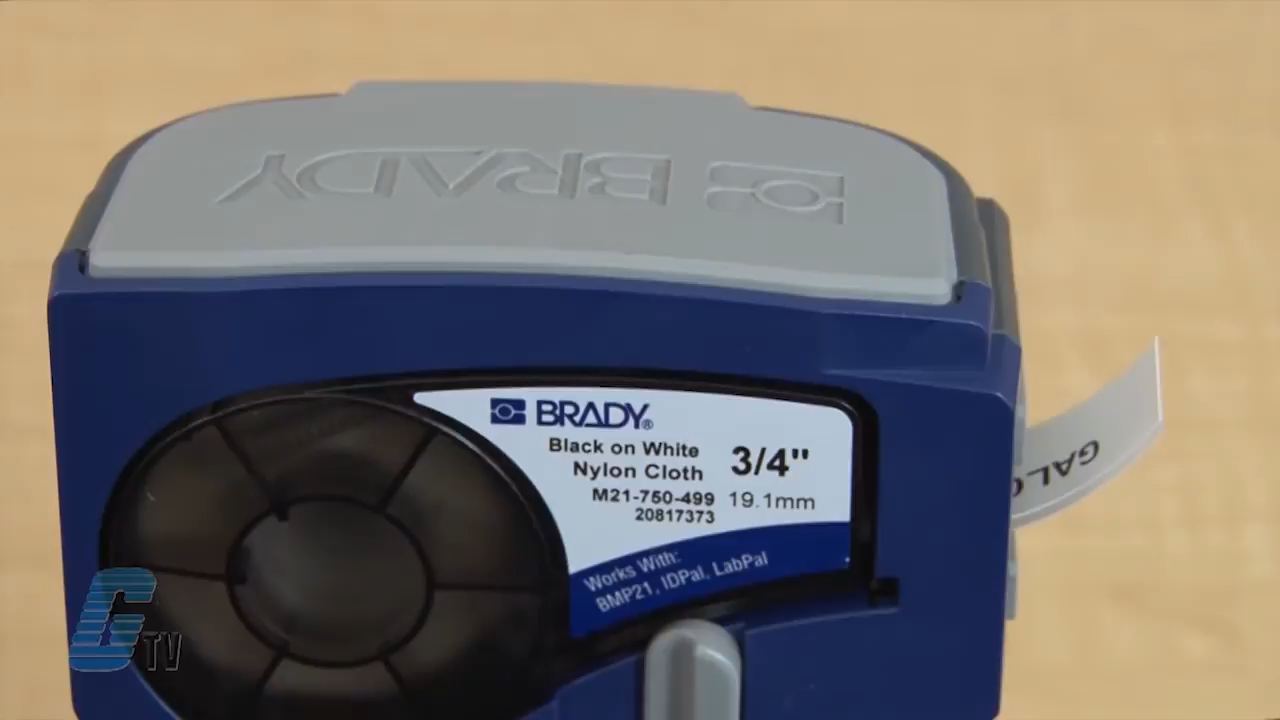 BRADY
BRADY®
Black on White
Nylon Cloth
3/4"
M21-750-499
19.1mm
20817373
Works With:
BMP21, IDPal, LabPal
GALC
C TV